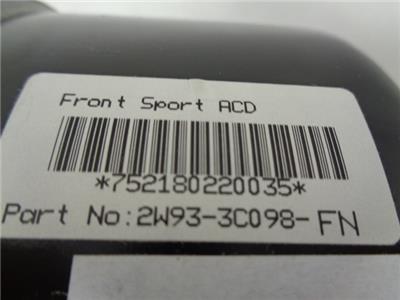 Front Sport ACD
*752180220035*
Part No:2W93-3C098-FN